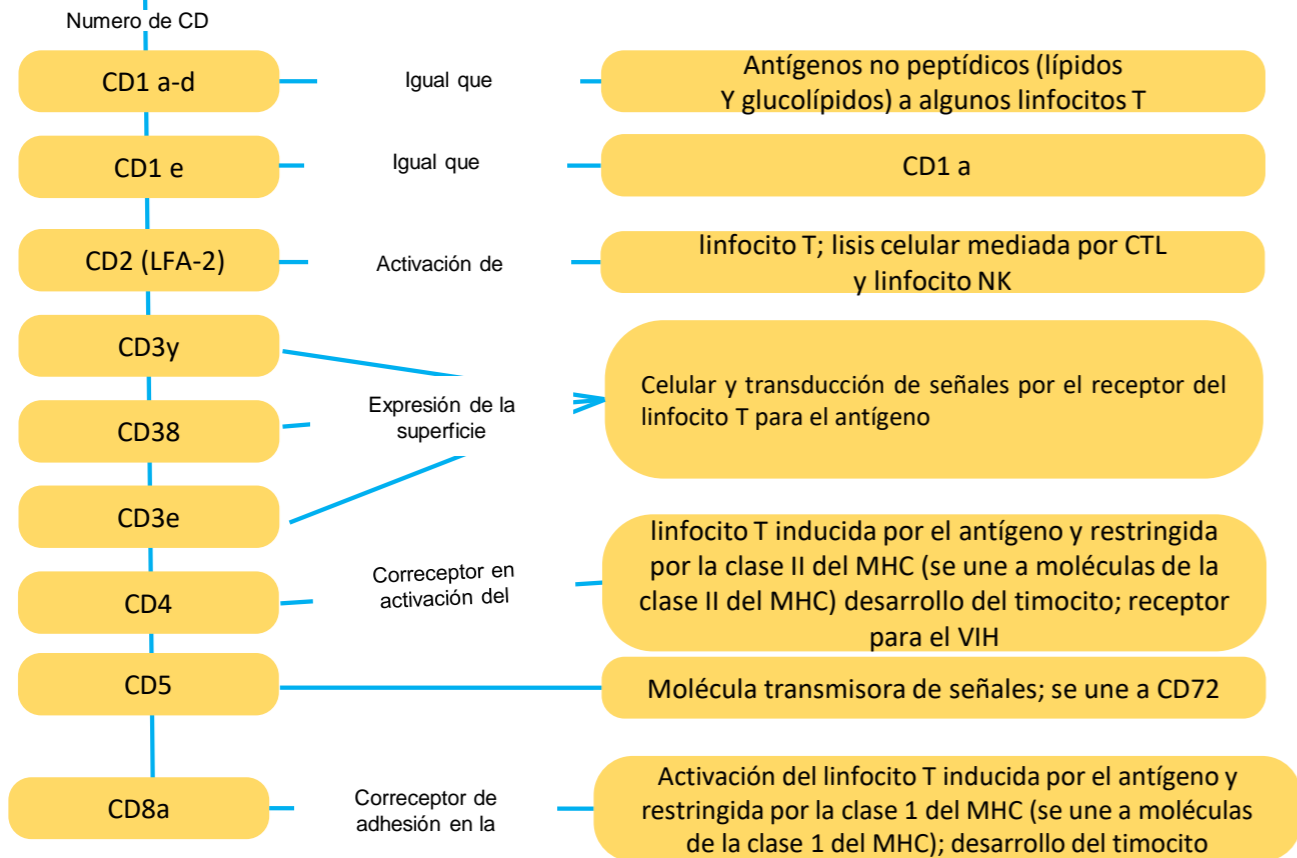 Numero de CD
CD1 a-d
Igual que
Antígenos no peptídicos (lípidos
Y glucolípidos) a algunos linfocitos T
CD1 e
Igual que
CD1 a
CD2 (LFA-2)
Activación de
linfocito T; lisis celular mediada por CTL
y linfocito NK
CD3y
CD38
CD3e
Expresión de la
superficie
Celular y transducción de señales por el receptor del
linfocito T para el antígeno
CD4
Correceptor en
activación del
linfocito T inducida por el antígeno y restringida
por la clase II del MHC (se une a moléculas de la
clase II del MHC) desarrollo del timocito; receptor
para el VIH
CD5
Molécula transmisora de señales; se une a CD72
CD8a
Correceptor de
adhesión en la
Activación del linfocito T inducida por el antígeno y
restringida por la clase 1 del MHC (se une a moléculas
de la clase 1 del MHC); desarrollo del timocito